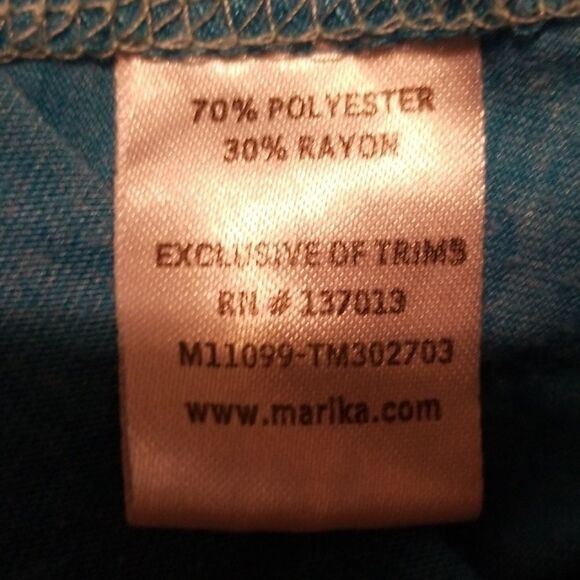 70% POLYESTER
30% RAYON
EXCLUSIVE OF TRIMS
RN # 137013
M11099-TM302703
www.marika.com